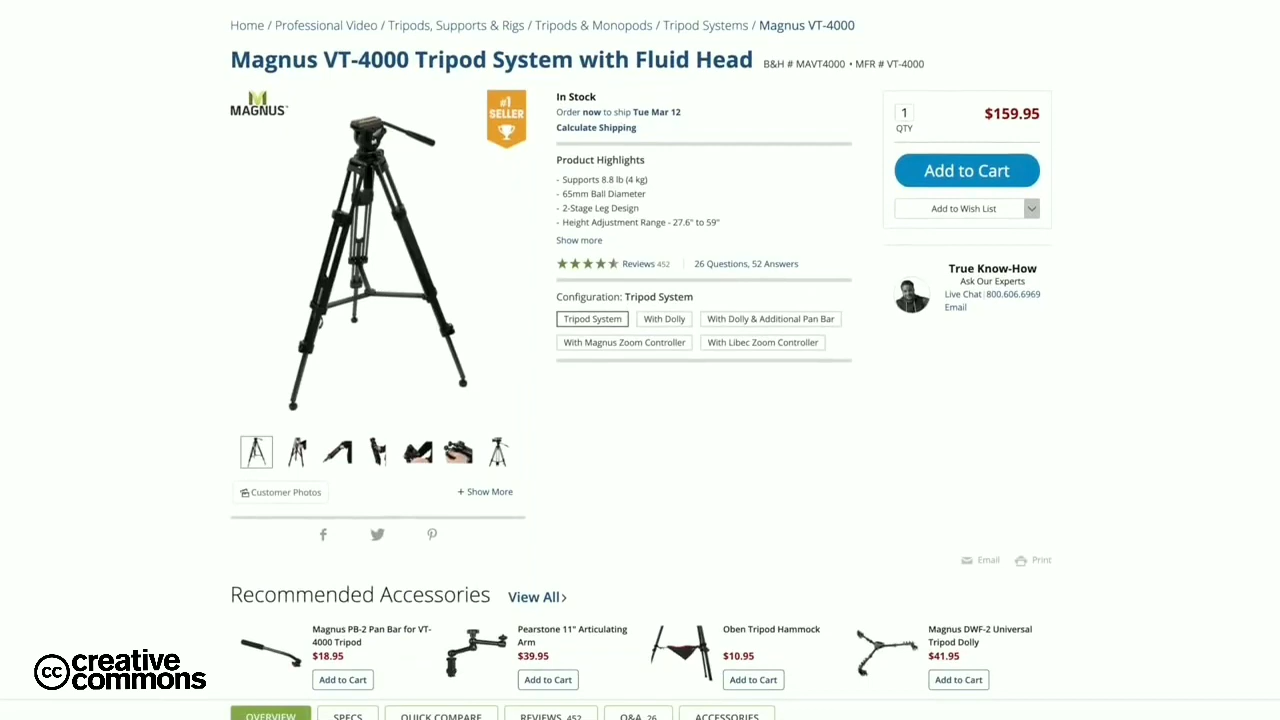 Home / Professional Video / Tripods, Supports & Rigs / Tripods & Monopods / Tripod Systems / Magnus VT-4000
Magnus VT-4000 Tripod System with Fluid Head B&H # MAVT4000 • MFR # VT-4000
MAGNUS
#1
SELLER
In Stock
Order now to ship Tue Mar 12
Calculate Shipping
Product Highlights
- Supports 8.8 lb (4 kg)
- 65mm Ball Diameter
- 2-Stage Leg Design
- Height Adjustment Range - 27.6" to 59"
Show more
Reviews 452 26 Questions, 52 Answers
Configuration: Tripod System
Tripod System With Dolly With Dolly & Additional Pan Bar
With Magnus Zoom Controller With Libec Zoom Controller
1 $159.95
QTY
Add to Cart
Add to Wish List
True Know-How
Ask Our Experts
Live Chat | 800.606.6969
Email
Customer Photos + Show More
Email Print
Recommended Accessories View All >
Magnus PB-2 Pan Bar for VT-
4000 Tripod
$18.95
Add to Cart
Pearstone 11" Articulating
Arm
$39.95
Add to Cart
Oben Tripod Hammock
$10.95
Add to Cart
Magnus DWF-2 Universal
Tripod Dolly
$41.95
Add to Cart
cc creative
commons
OVERVIEW SPECS QUICK COMPARE REVIEWS 452 Q&A 26 ACCESSORIES